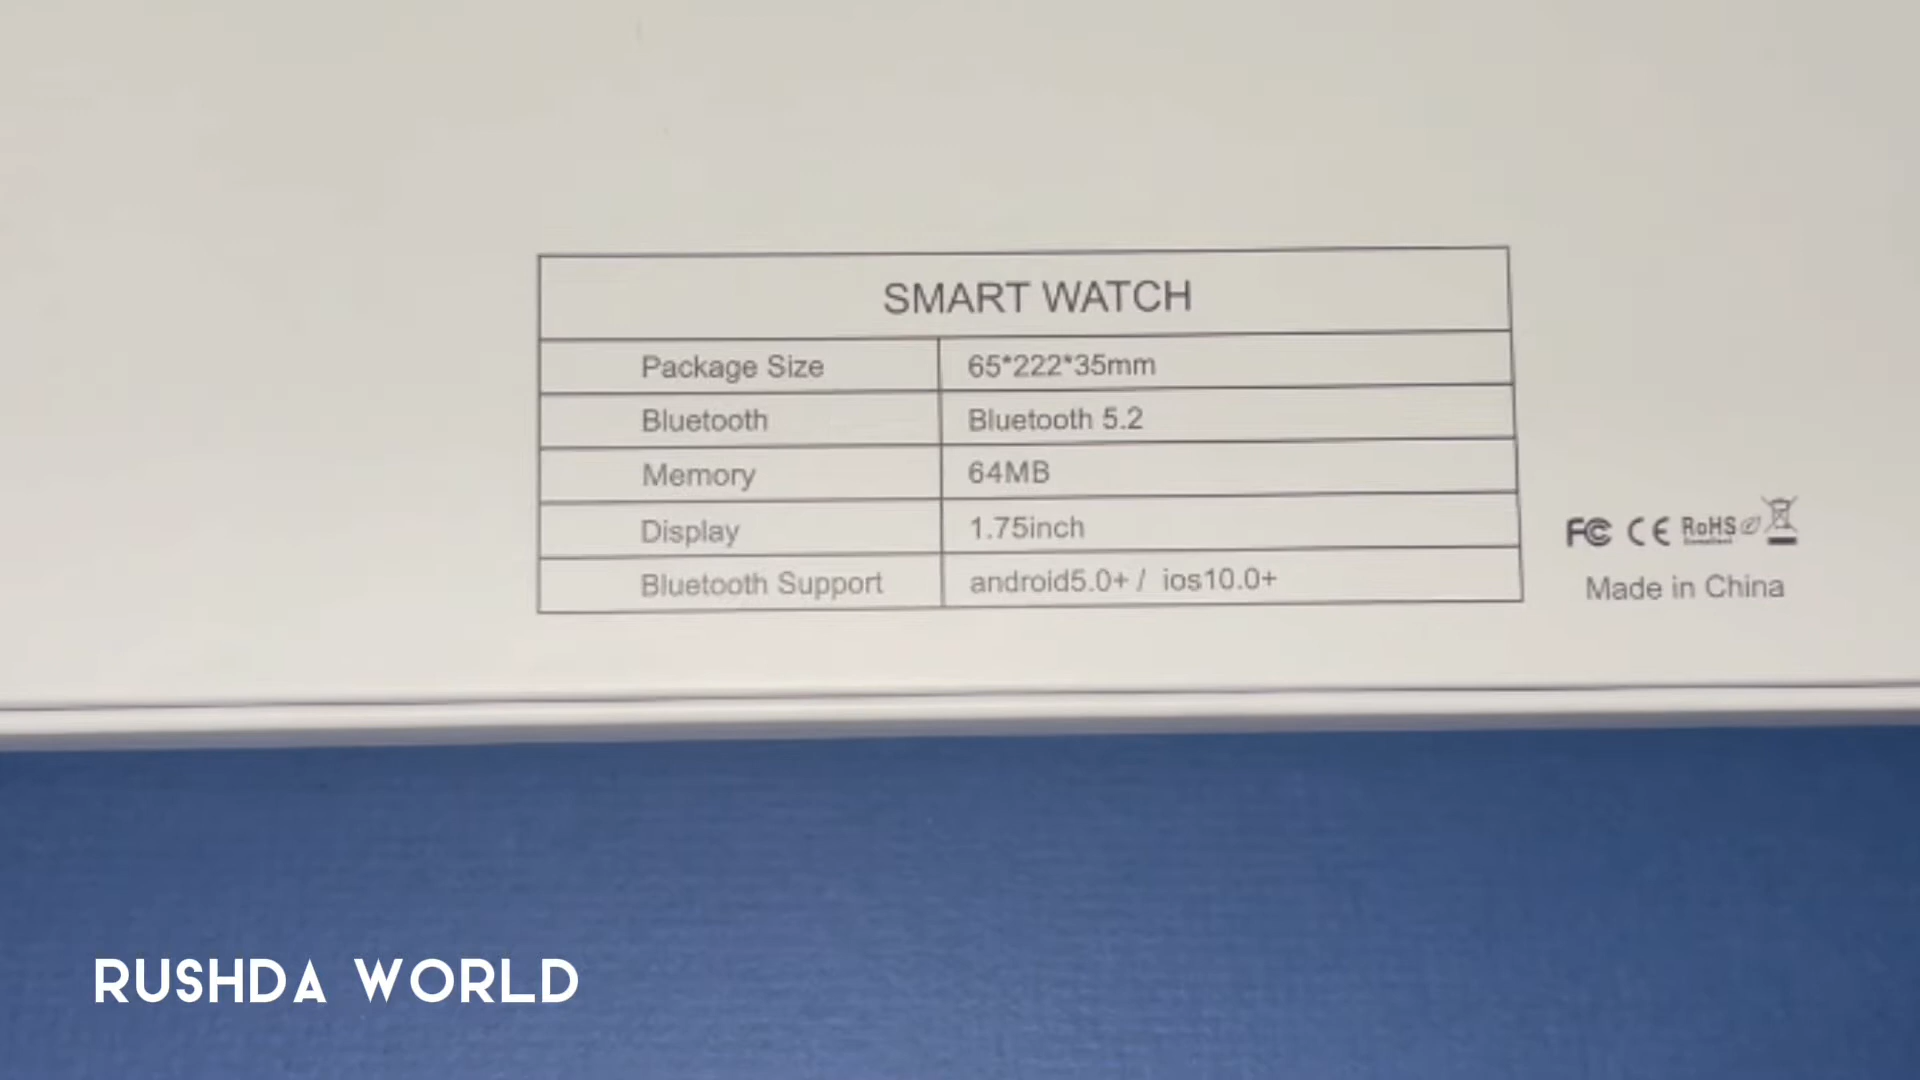 SMART WATCH
Package Size 65*222*35mm
Bluetooth Bluetooth 5.2
Memory 64MB
Display 1.75inch
Bluetooth Support android5.0+ / ios10.0+
FC CE RoHS
Made in China
RUSHDA WORLD